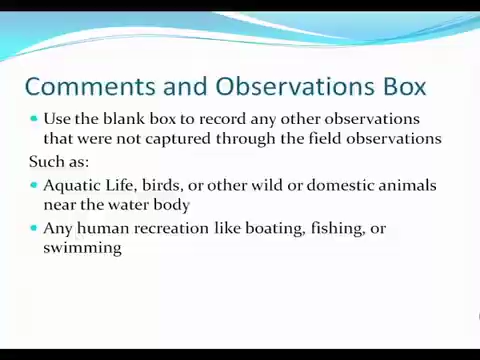 Comments and Observations Box
Use the blank box to record any other observations
that were not captured through the field observations
Such as:
Aquatic Life, birds, or other wild or domestic animals
near the water body
Any human recreation like boating, fishing, or
swimming